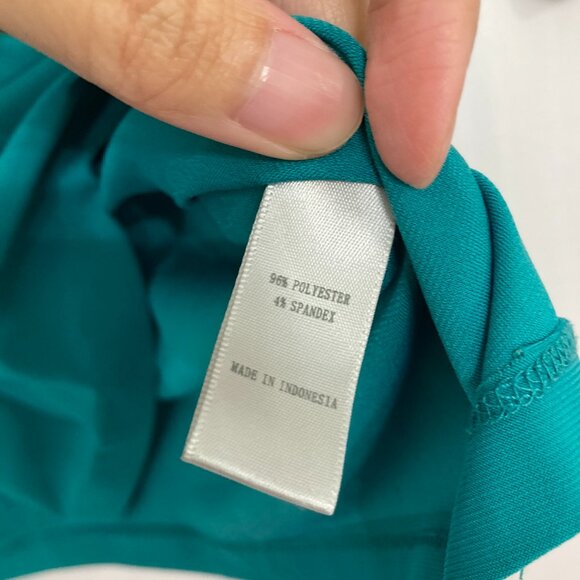 96% POLYESTER
4% SPANDEX
MADE IN INDONESIA